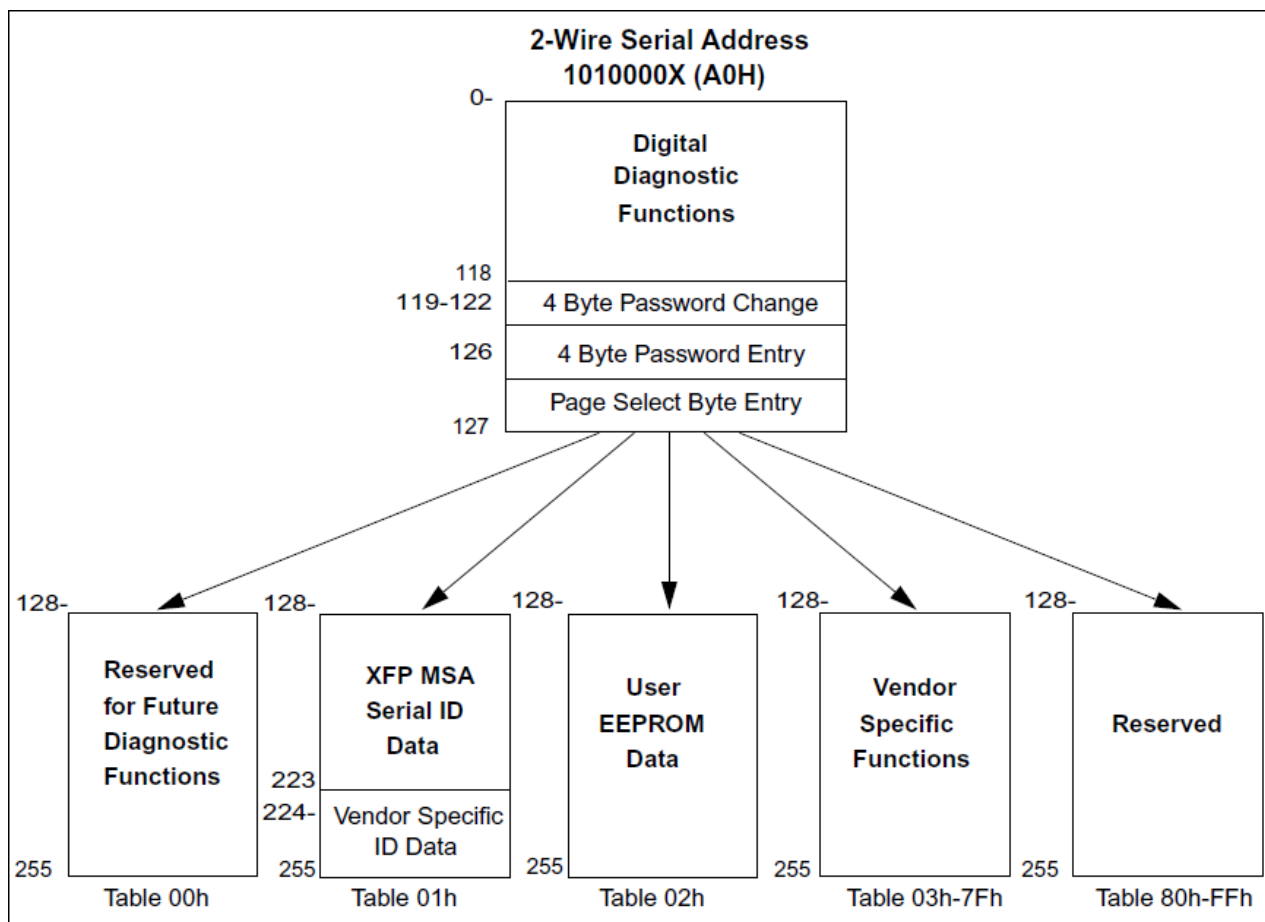 2-Wire Serial Address
1010000X (A0H)
0-
Digital
Diagnostic
Functions
118
119-122
4 Byte Password Change
126
4 Byte Password Entry
Page Select Byte Entry
127
128-
Reserved
for Future
Diagnostic
Functions
255
Table 00h
128-
XFP MSA
Serial ID
Data
223
224-
Vendor Specific
ID Data
255
Table 01h
128-
User
EEPROM
Data
255
Table 02h
128-
Vendor
Specific
Functions
255
Table 03h-7Fh
128-
Reserved
255
Table 80h-FFh